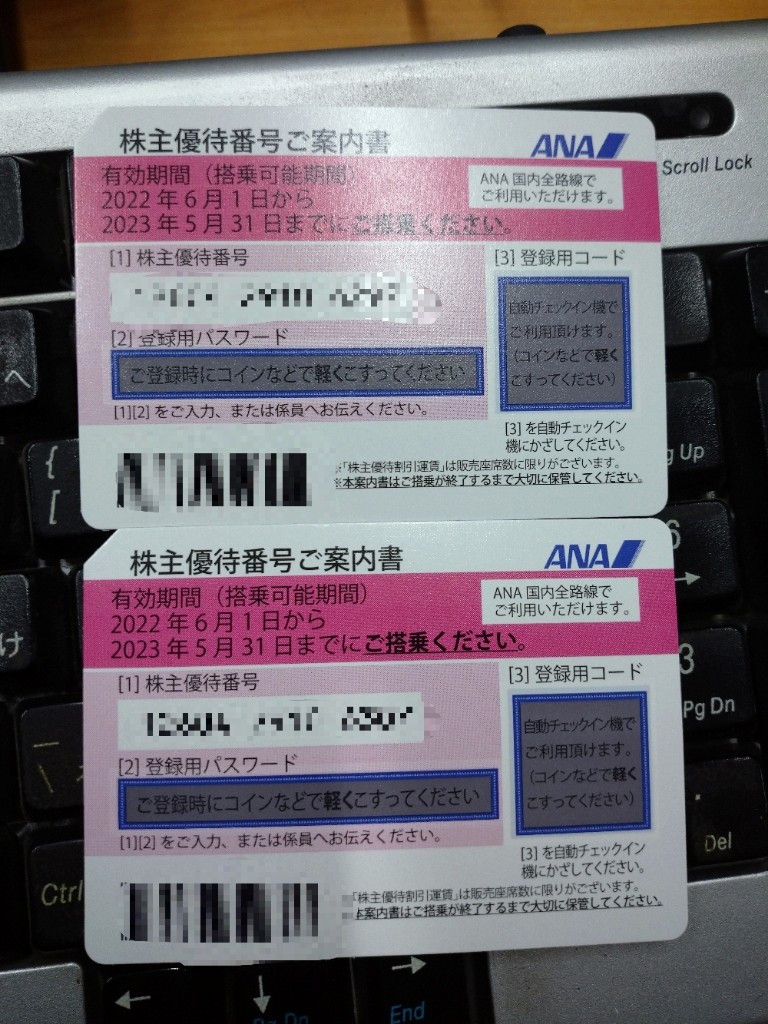 株主優待番号ご案内書
ANA
有効期間（搭乗可能期間）
2022年6月1日から
2023年5月31日までにご搭乗ください。
ANA 国内全路線で
ご利用いただけます。
[1] 株主優待番号
[2] 登録用パスワード
ご登録時にコインなどで軽くこすってください
[1][2] をご入力、または係員へお伝えください。
[3] 登録用コード
自動チェックイン機で
ご利用頂けます。
（コインなどで軽く
こすってください）
[3] を自動チェックイン
機にかざしてください。
※「株主優待割引運賃」は販売座席数に限りがございます。
※本案内書はご搭乗が終了するまで大切に保管してください。
株主優待番号ご案内書
ANA
有効期間（搭乗可能期間）
2022年6月1日から
2023年5月31日までにご搭乗ください。
ANA 国内全路線で
ご利用いただけます。
[1] 株主優待番号
[2] 登録用パスワード
ご登録時にコインなどで軽くこすってください
[1][2] をご入力、または係員へお伝えください。
[3] 登録用コード
自動チェックイン機で
ご利用頂けます。
（コインなどで軽く
こすってください）
[3] を自動チェックイン
機にかざしてください。
「株主優待割引運賃」は販売座席数に限りがございます。
本案内書はご搭乗が終了するまで大切に保管してください。
Scroll Lock
へ
{
[
Up
6
→
け
3
Pg Dn
Del
Ctrl
←
↓
Pg Dn
→
End